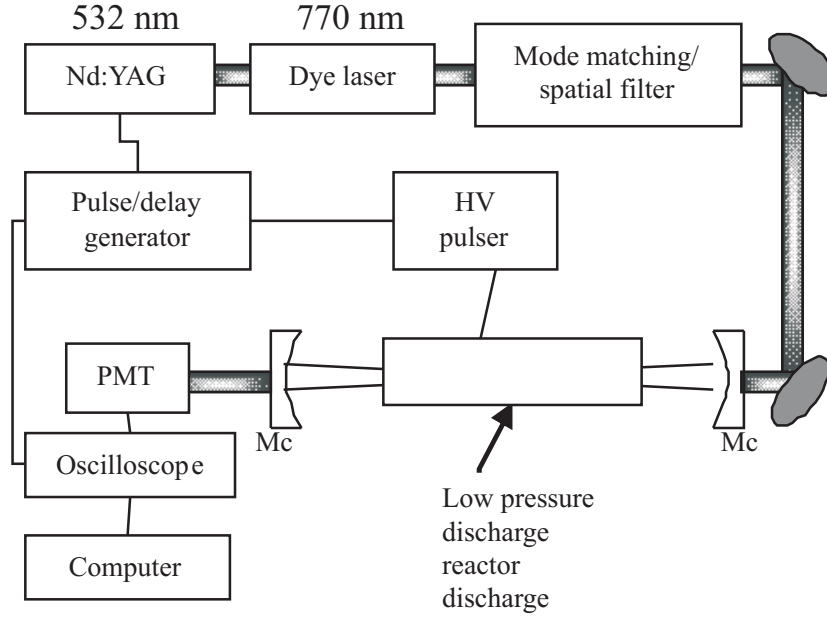 532 nm
770 nm
Nd:YAG
Dye laser
Mode matching/
spatial filter
Pulse/delay
generator
HV
pulser
PMT
Mc
Mc
Oscilloscope
Low pressure
discharge
reactor
discharge
Computer